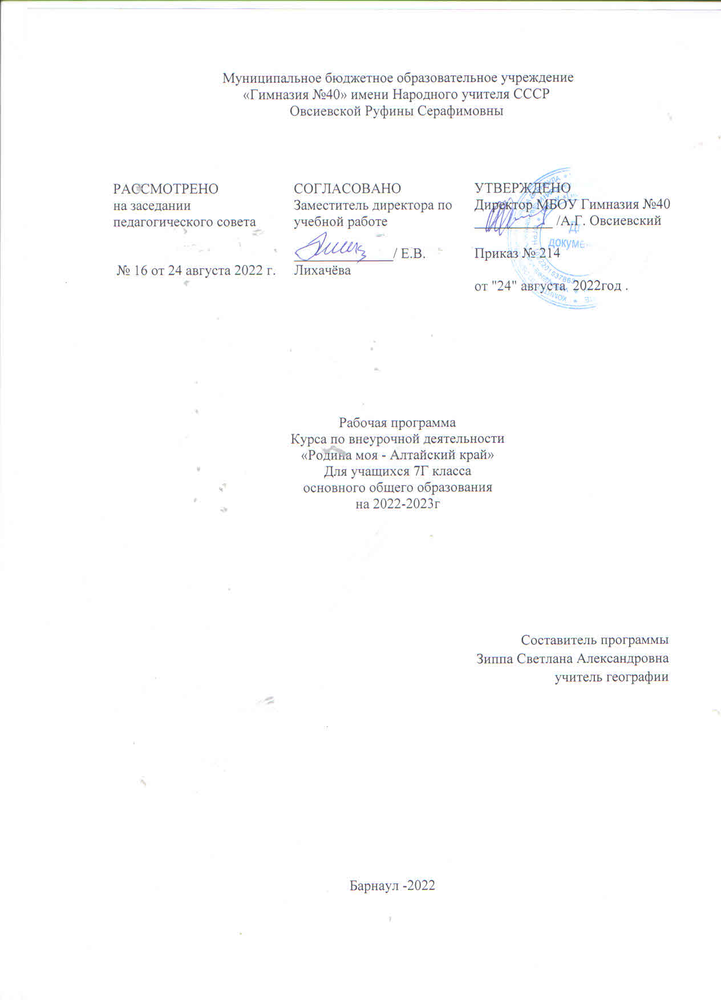 Муниципальное бюджетное образовательное учреждение
«Гимназия №40» имени Народного учителя СССР
Овсиевской Руфины Серафимовны
РАССМОТРЕНО
на заседании
педагогического совета
№ 16 от 24 августа 2022 г.
СОГЛАСОВАНО
Заместитель директора по
учебной работе
/ Е.В.
Лихачёва
УТВЕРЖДЕНО
Директор МБОУ Гимназия №40
/А.Г. Овсиевский
Приказ № 214
от "24" августа 2022год .
Рабочая программа
Курса по внеурочной деятельности
«Родина моя - Алтайский край»
Для учащихся 7Г класса
основного общего образования
на 2022-2023г
Составитель программы
Зиппа Светлана Александровна
учитель географии
Барнаул -2022